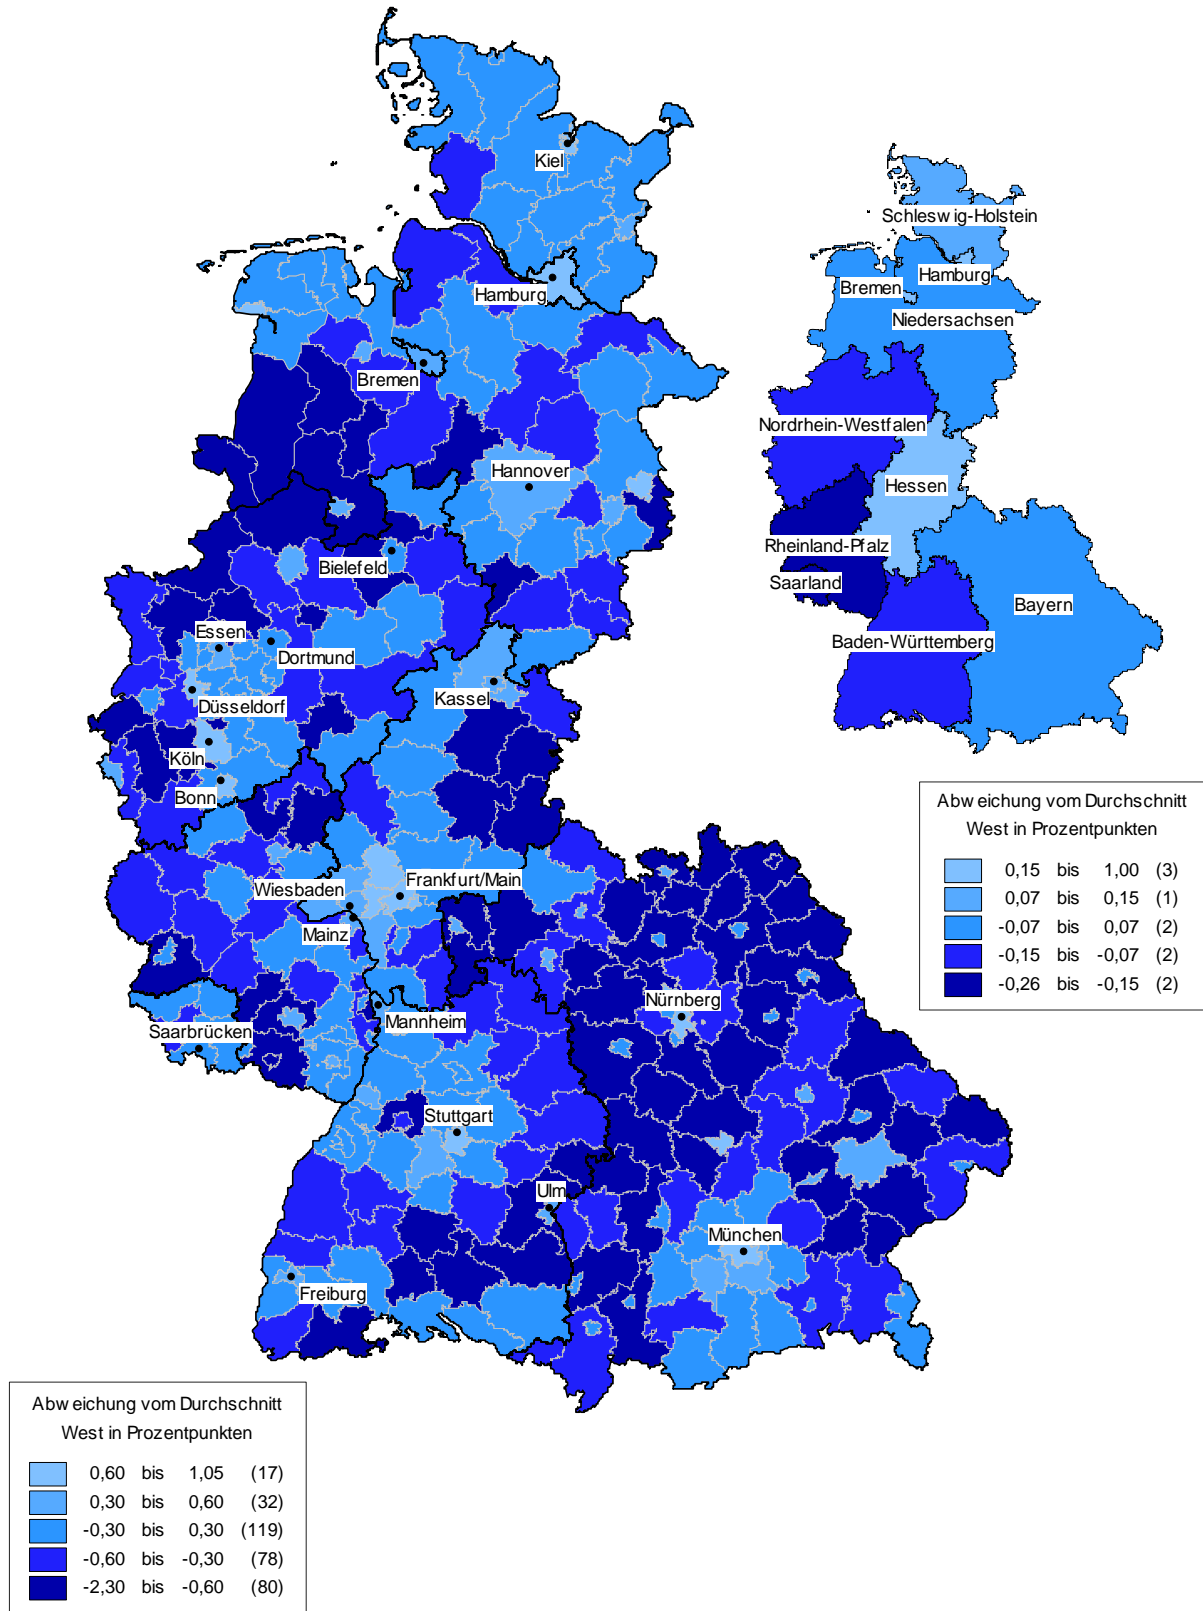 Kiel
Schleswig-Holstein
Hamburg
Bremen
Niedersachsen
Hamburg
Bremen
Nordrhein-Westfalen
Hannover
Hessen
Rheinland-Pfalz
Bielefeld
Saarland
Bayern
Essen
Baden-Württemberg
Dortmund
Kassel
Düsseldorf
Köln
Bonn
Abweichung vom Durchschnitt
West in Prozentpunkten
0,15 bis 1,00 (3)
0,07 bis 0,15 (1)
-0,07 bis 0,07 (2)
-0,15 bis -0,07 (2)
-0,26 bis -0,15 (2)
Frankfurt/Main
Wiesbaden
Mainz
Nürnberg
Mannheim
Saarbrücken
Stuttgart
Ulm
München
Freiburg
Abweichung vom Durchschnitt
West in Prozentpunkten
0,60 bis 1,05 (17)
0,30 bis 0,60 (32)
-0,30 bis 0,30 (119)
-0,60 bis -0,30 (78)
-2,30 bis -0,60 (80)